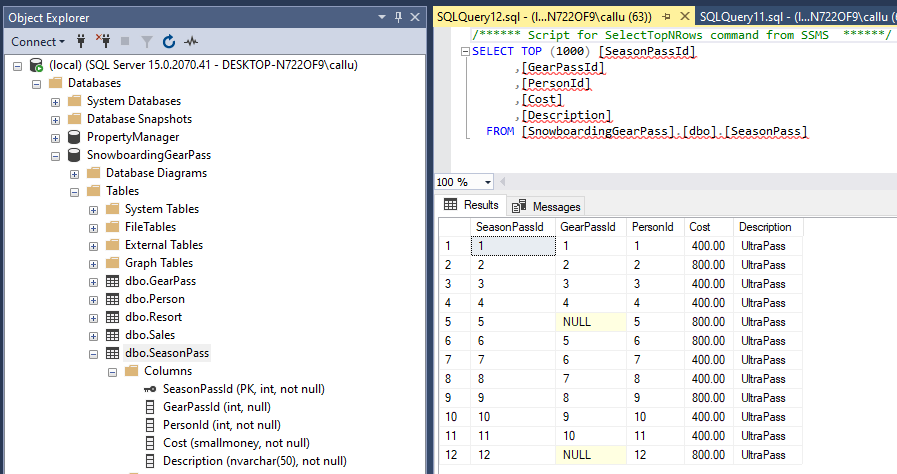 Object Explorer
Connect
(local) (SQL Server 15.0.2070.41 - DESKTOP-N722OF9\callu)
Databases
System Databases
Database Snapshots
PropertyManager
SnowboardingGearPass
Database Diagrams
Tables
System Tables
FileTables
External Tables
Graph Tables
dbo.GearPass
dbo.Person
dbo.Resort
dbo.Sales
dbo.SeasonPass
Columns
SeasonPassId (PK, int, not null)
GearPassId (int, null)
PersonId (int, null)
Cost (smallmoney, not null)
Description (nvarchar(50), not null)
SQLQuery12.sql - (l...N722OF9\callu (63))*
SQLQuery11.sql - (l...N722OF9\callu (
/****** Script for SelectTopNRows command from SSMS ******/
SELECT TOP (1000) [SeasonPassId]
,[GearPassId]
,[PersonId]
,[Cost]
,[Description]
FROM [SnowboardingGearPass].[dbo].[SeasonPass]
100 %
Results Messages
SeasonPassId GearPassId PersonId Cost Description
1 1 1 1 400.00 UltraPass
2 2 2 2 800.00 UltraPass
3 3 3 3 400.00 UltraPass
4 4 4 4 400.00 UltraPass
5 5 NULL 5 800.00 UltraPass
6 6 5 6 800.00 UltraPass
7 7 6 7 400.00 UltraPass
8 8 7 8 400.00 UltraPass
9 9 8 9 800.00 UltraPass
10 10 9 10 400.00 UltraPass
11 11 10 11 400.00 UltraPass
12 12 NULL 12 800.00 UltraPass